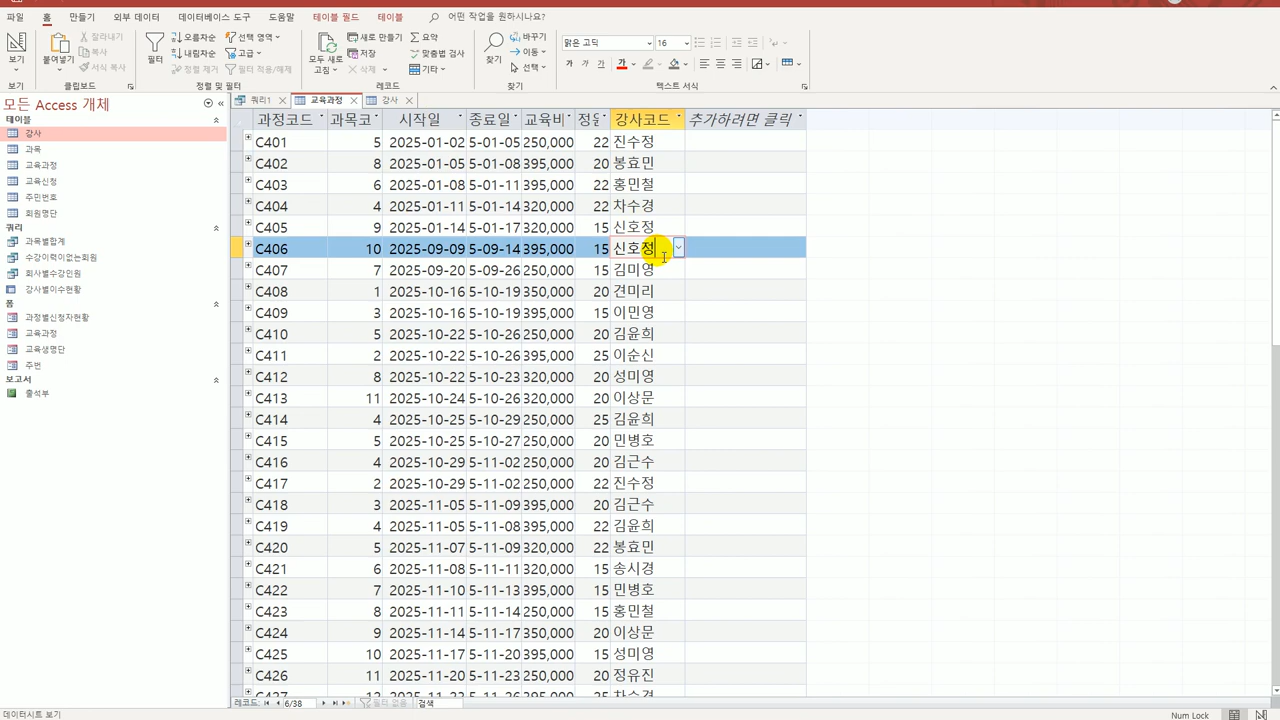 파일 홈 만들기 외부 데이터 데이터베이스 도구 도움말 테이블 필드 테이블 어떤 작업을 원하시나요?
보기 붙여넣기 잘라내기 복사 서식 복사 필터 오름차순 내림차순 정렬 제거 선택 영역 고급 필터 적용/해제 모두 새로 고침 새로 만들기 저장 삭제 요약 맞춤법 검사 기타 찾기 바꾸기 이동 선택 맑은 고딕 16 가 가 가 가
보기 클립보드 정렬 및 필터 레코드 찾기 텍스트 서식
모든 Access 개체
테이블
강사
과목
교육과정
교육신청
주민번호
회원명단
쿼리
과목별합계
수강이력이없는회원
회사별수강인원
강사별이수현황
폼
과정별신청자현황
교육과정
교육생명단
주번
보고서
출석부
쿼리1 교육과정 강사
과정코드 과목코 시작일 종료일 교육비 정원 강사코드 추가하려면 클릭
C401 5 2025-01-02 5-01-05 250,000 22 진수정
C402 8 2025-01-05 5-01-08 395,000 20 봉효민
C403 6 2025-01-08 5-01-11 395,000 22 홍민철
C404 4 2025-01-11 5-01-14 320,000 22 차수경
C405 9 2025-01-14 5-01-17 320,000 15 신호정
C406 10 2025-09-09 5-09-14 395,000 15 신호정
C407 7 2025-09-20 5-09-26 250,000 15 김미영
C408 1 2025-10-16 5-10-19 350,000 20 견미리
C409 3 2025-10-16 5-10-19 395,000 15 이민영
C410 5 2025-10-22 5-10-26 250,000 20 김윤희
C411 2 2025-10-22 5-10-26 395,000 25 이순신
C412 8 2025-10-22 5-10-23 320,000 20 성미영
C413 11 2025-10-24 5-10-26 320,000 20 이상문
C414 4 2025-10-25 5-10-29 250,000 25 김윤희
C415 5 2025-10-25 5-10-27 250,000 20 민병호
C416 4 2025-10-29 5-11-02 250,000 20 김근수
C417 2 2025-10-29 5-11-02 250,000 22 진수정
C418 3 2025-11-05 5-11-09 395,000 20 김근수
C419 4 2025-11-05 5-11-08 395,000 22 김윤희
C420 5 2025-11-07 5-11-09 320,000 22 봉효민
C421 6 2025-11-08 5-11-11 320,000 15 송시경
C422 7 2025-11-10 5-11-13 395,000 15 민병호
C423 8 2025-11-11 5-11-14 250,000 15 홍민철
C424 9 2025-11-14 5-11-17 350,000 20 이상문
C425 10 2025-11-17 5-11-20 395,000 15 성미영
C426 11 2025-11-20 5-11-23 250,000 20 정유진
레코드: 6/38 필터 없음 검색
데이터시트 보기 Num Lock